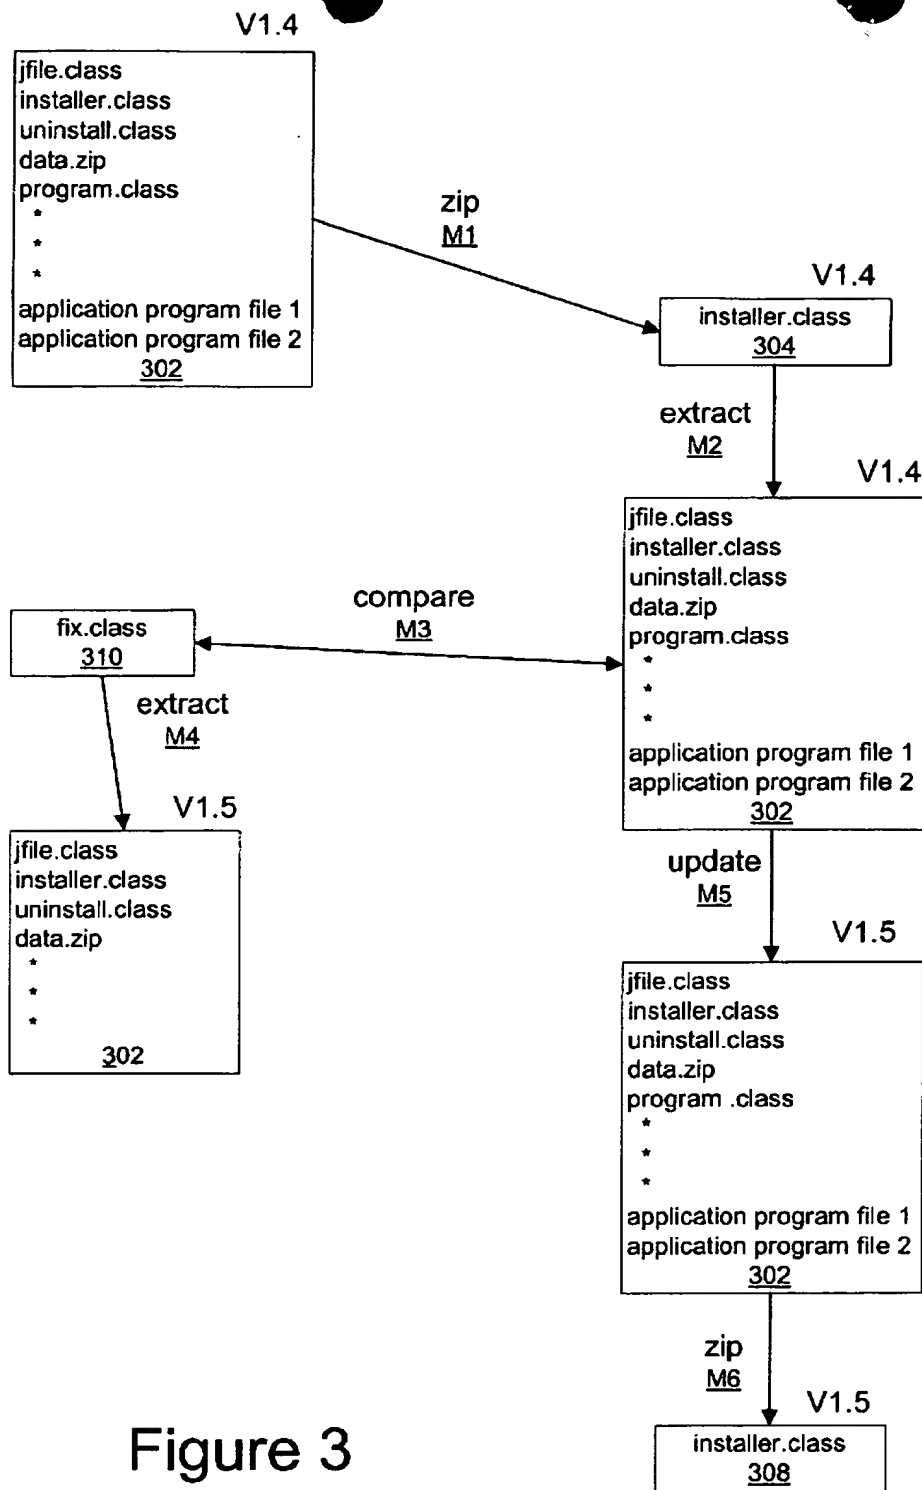 V1.4
jfile.class
installer.class
uninstall.class
data.zip
program.class
*
*
*
application program file 1
application program file 2
302
zip
M1
V1.4
installer.class
304
extract
M2
V1.4
jfile.class
installer.class
uninstall.class
data.zip
program.class
*
*
*
application program file 1
application program file 2
302
compare
M3
fix.class
310
extract
M4
V1.5
jfile.class
installer.class
uninstall.class
data.zip
*
*
*
302
update
M5
V1.5
jfile.class
installer.class
uninstall.class
data.zip
program .class
*
*
*
application program file 1
application program file 2
302
zip
M6
V1.5
installer.class
308
Figure 3